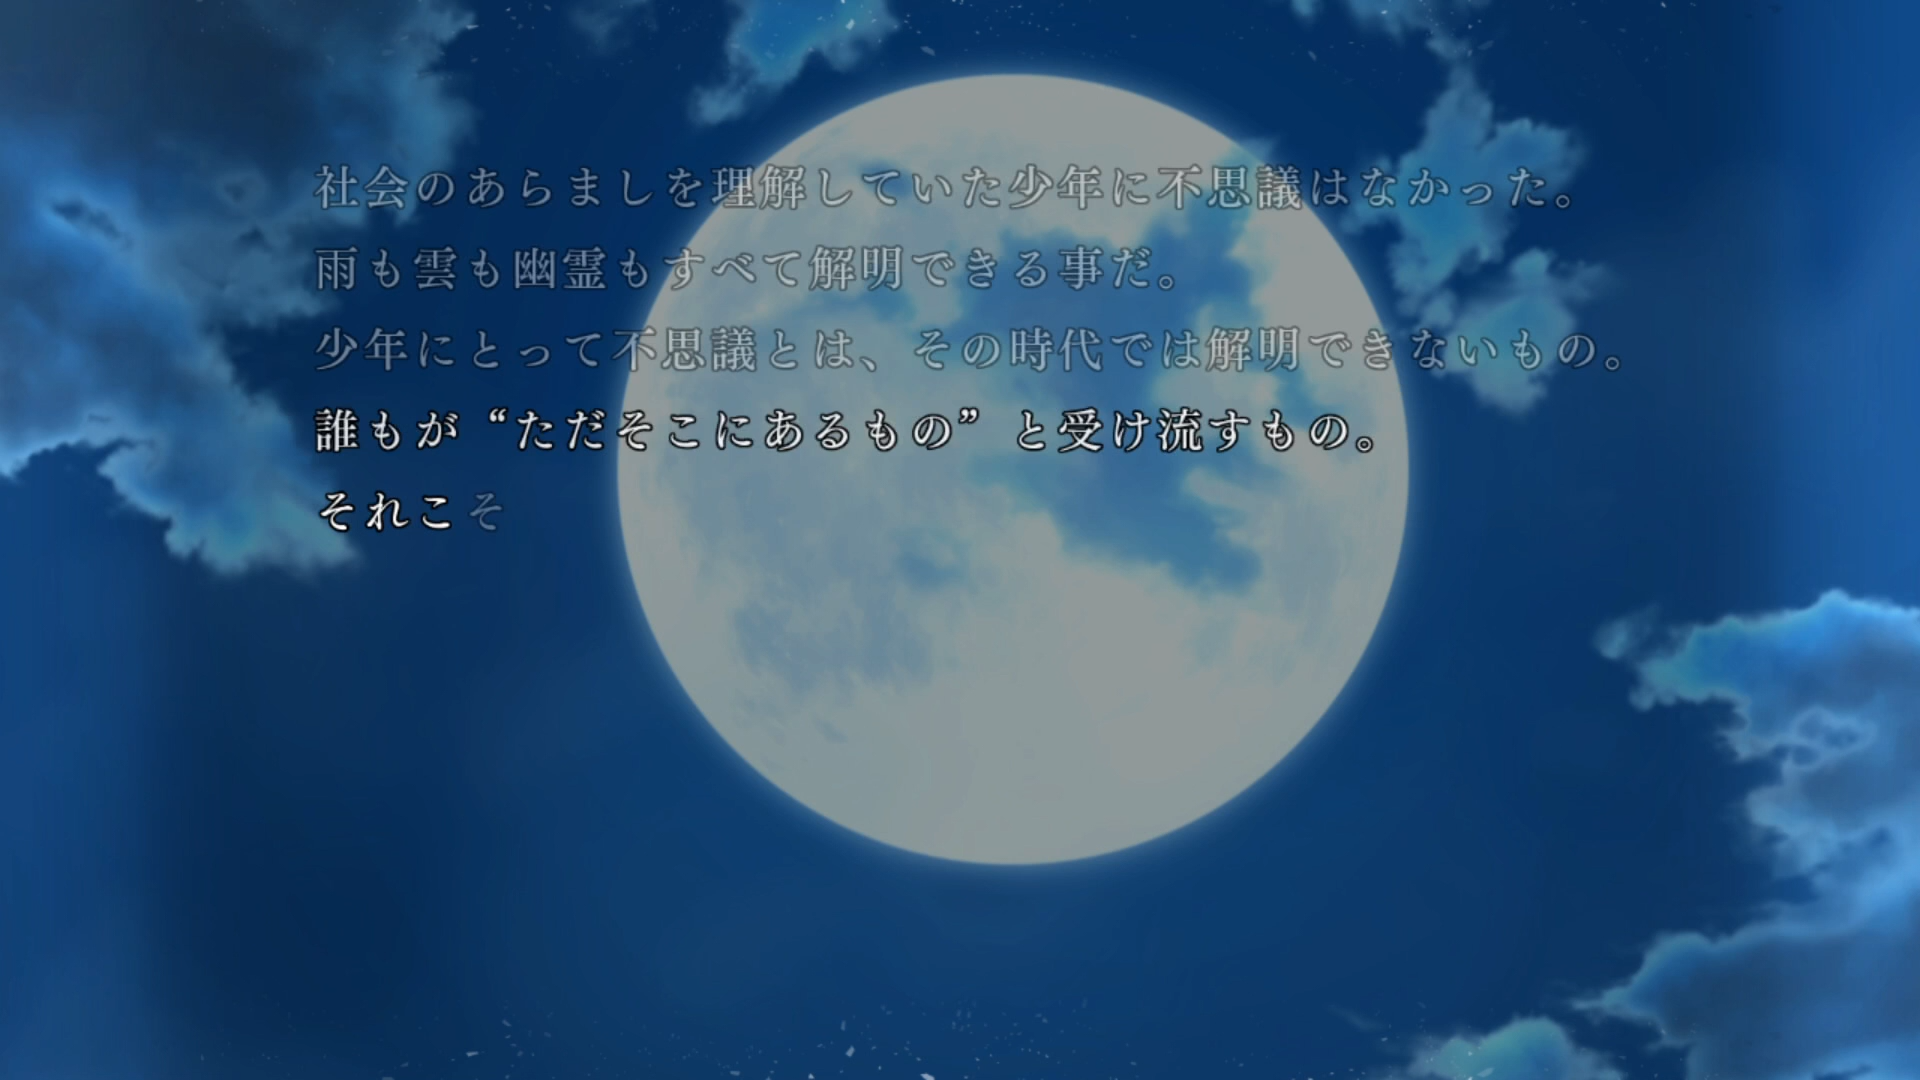 社会のあらましを理解していた少年に不思議はなかった。
雨も雲も幽霊もすべて解明できる事だ。
少年にとって不思議とは、その時代では解明できないもの。
誰もが“ただそこにあるもの”と受け流すもの。
それこそ